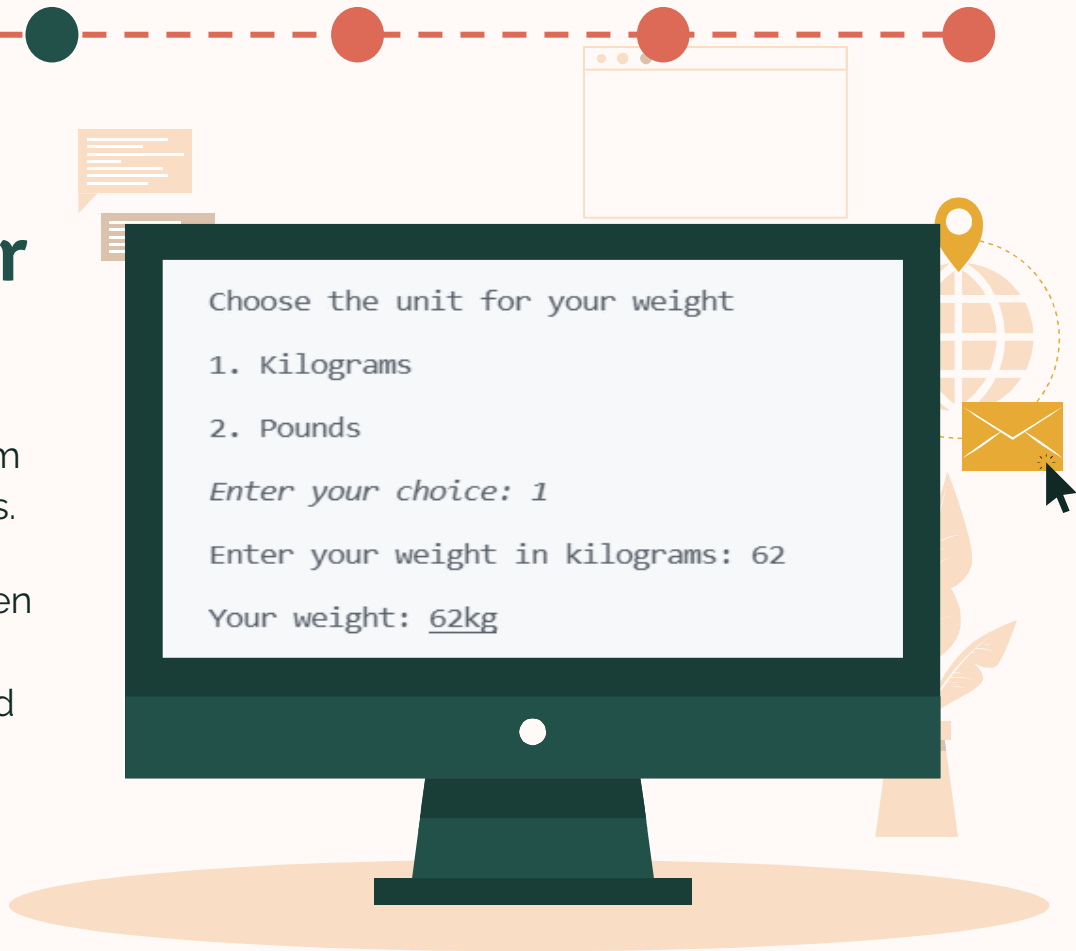 r
m
s.
en
d
Choose the unit for your weight
1. Kilograms
2. Pounds
Enter your choice: 1
Enter your weight in kilograms: 62
Your weight: 62kg